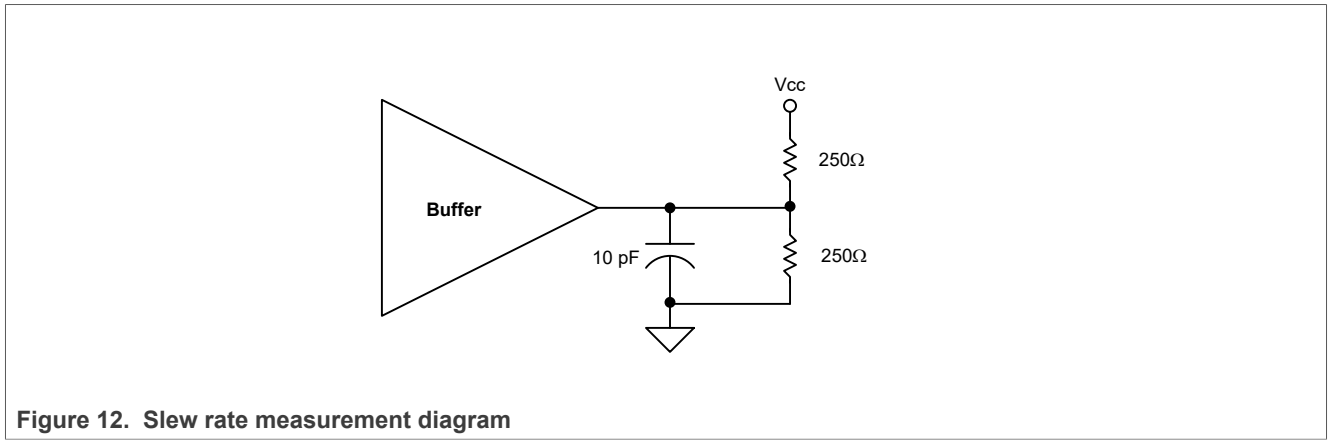 Vcc
250Ω
Buffer
10 pF
250Ω
Figure 12. Slew rate measurement diagram